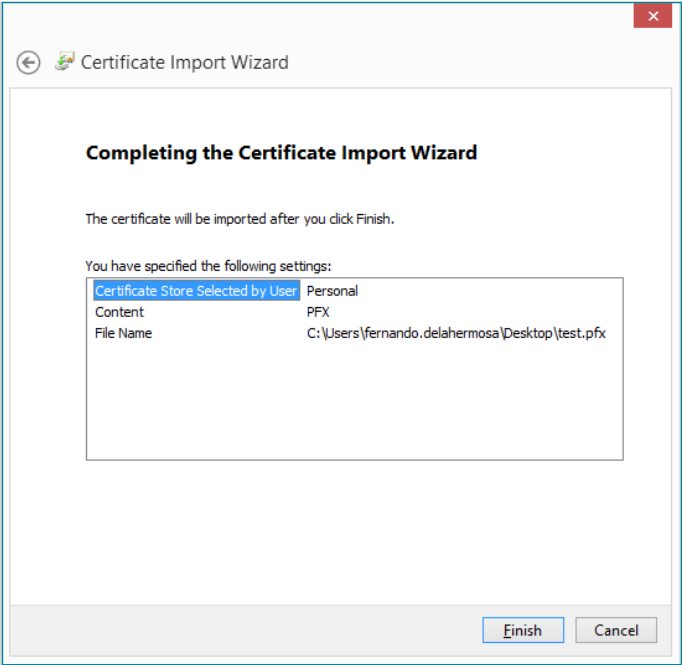 Certificate Import Wizard
Completing the Certificate Import Wizard
The certificate will be imported after you click Finish.
You have specified the following settings:
Certificate Store Selected by User Personal
Content PFX
File Name C:\Users\fernando.delahermosa\Desktop\test.pfx
Finish Cancel